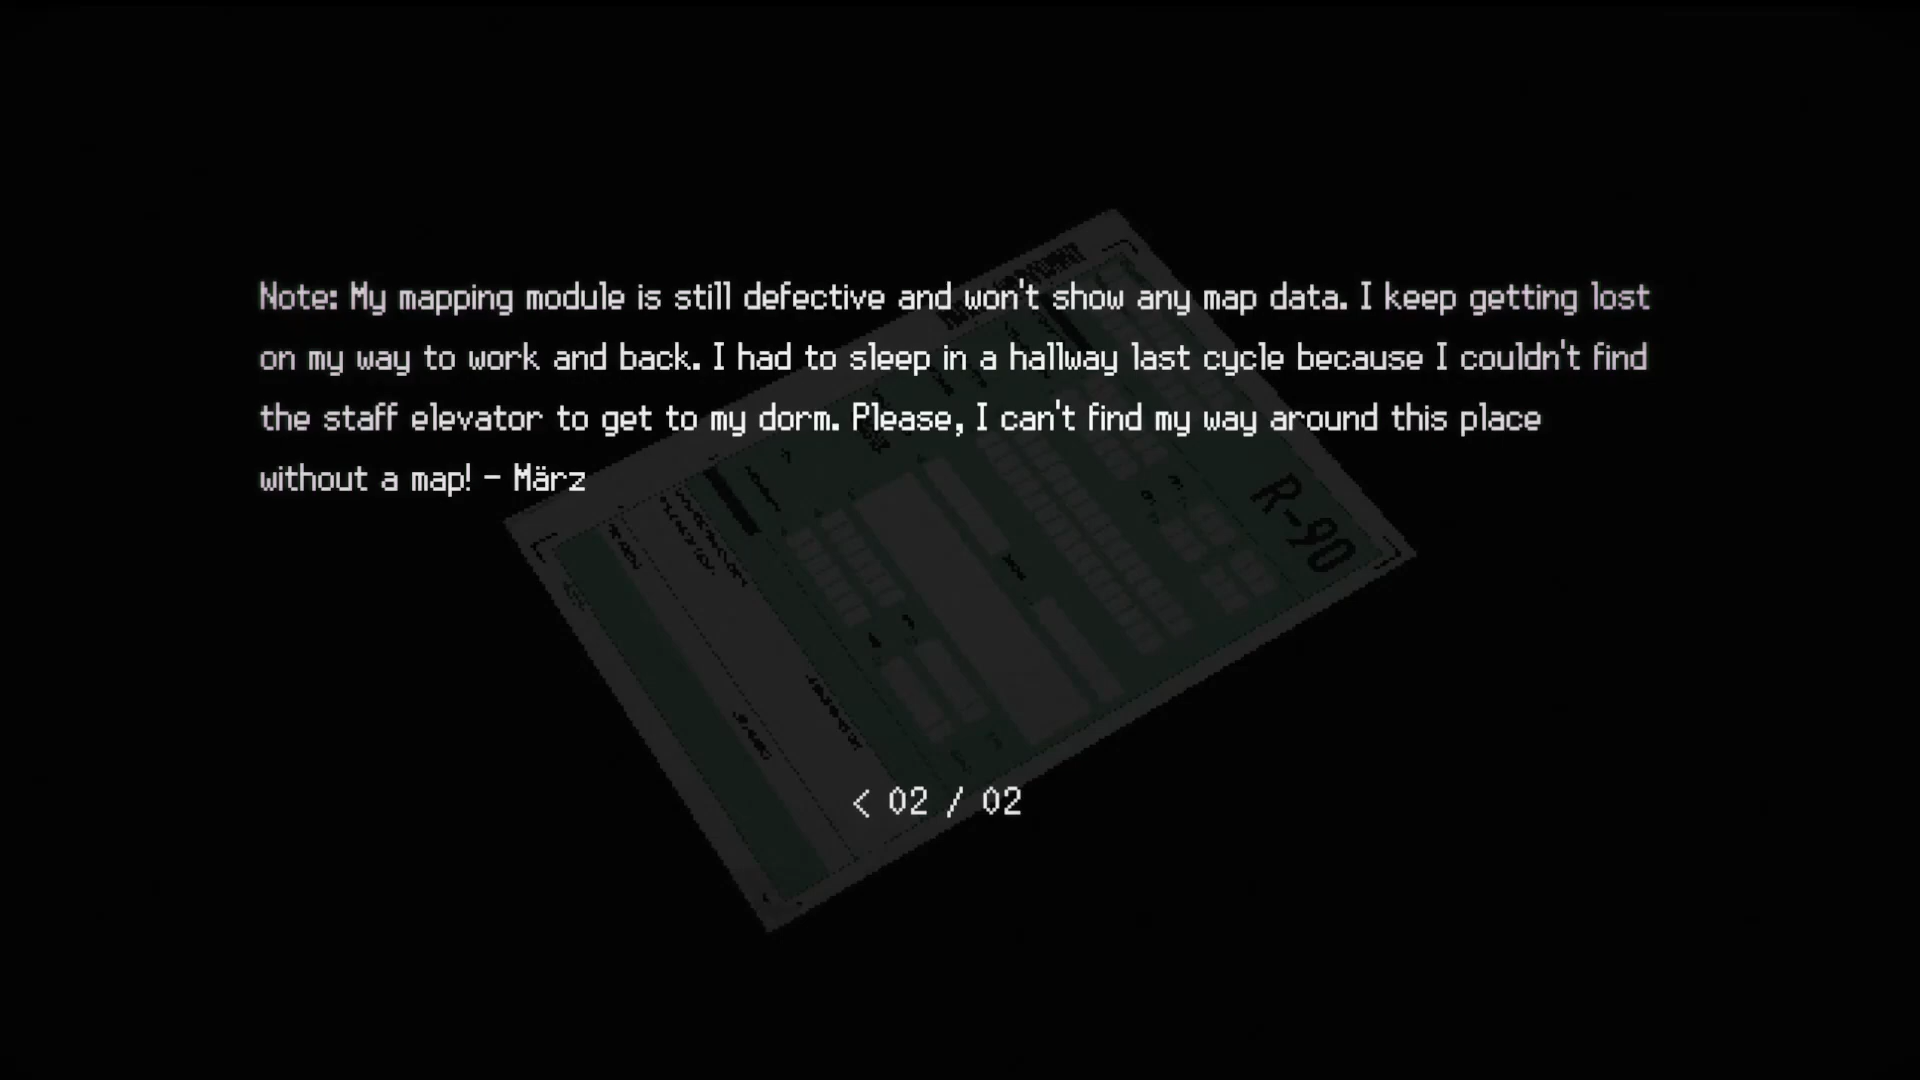 Note: My mapping module is still defective and won't show any map data. I keep getting lost
on my way to work and back. I had to sleep in a hallway last cycle because I couldn't find
the staff elevator to get to my dorm. Please, I can't find my way around this place
without a map! – März
R-90
< 02 / 02